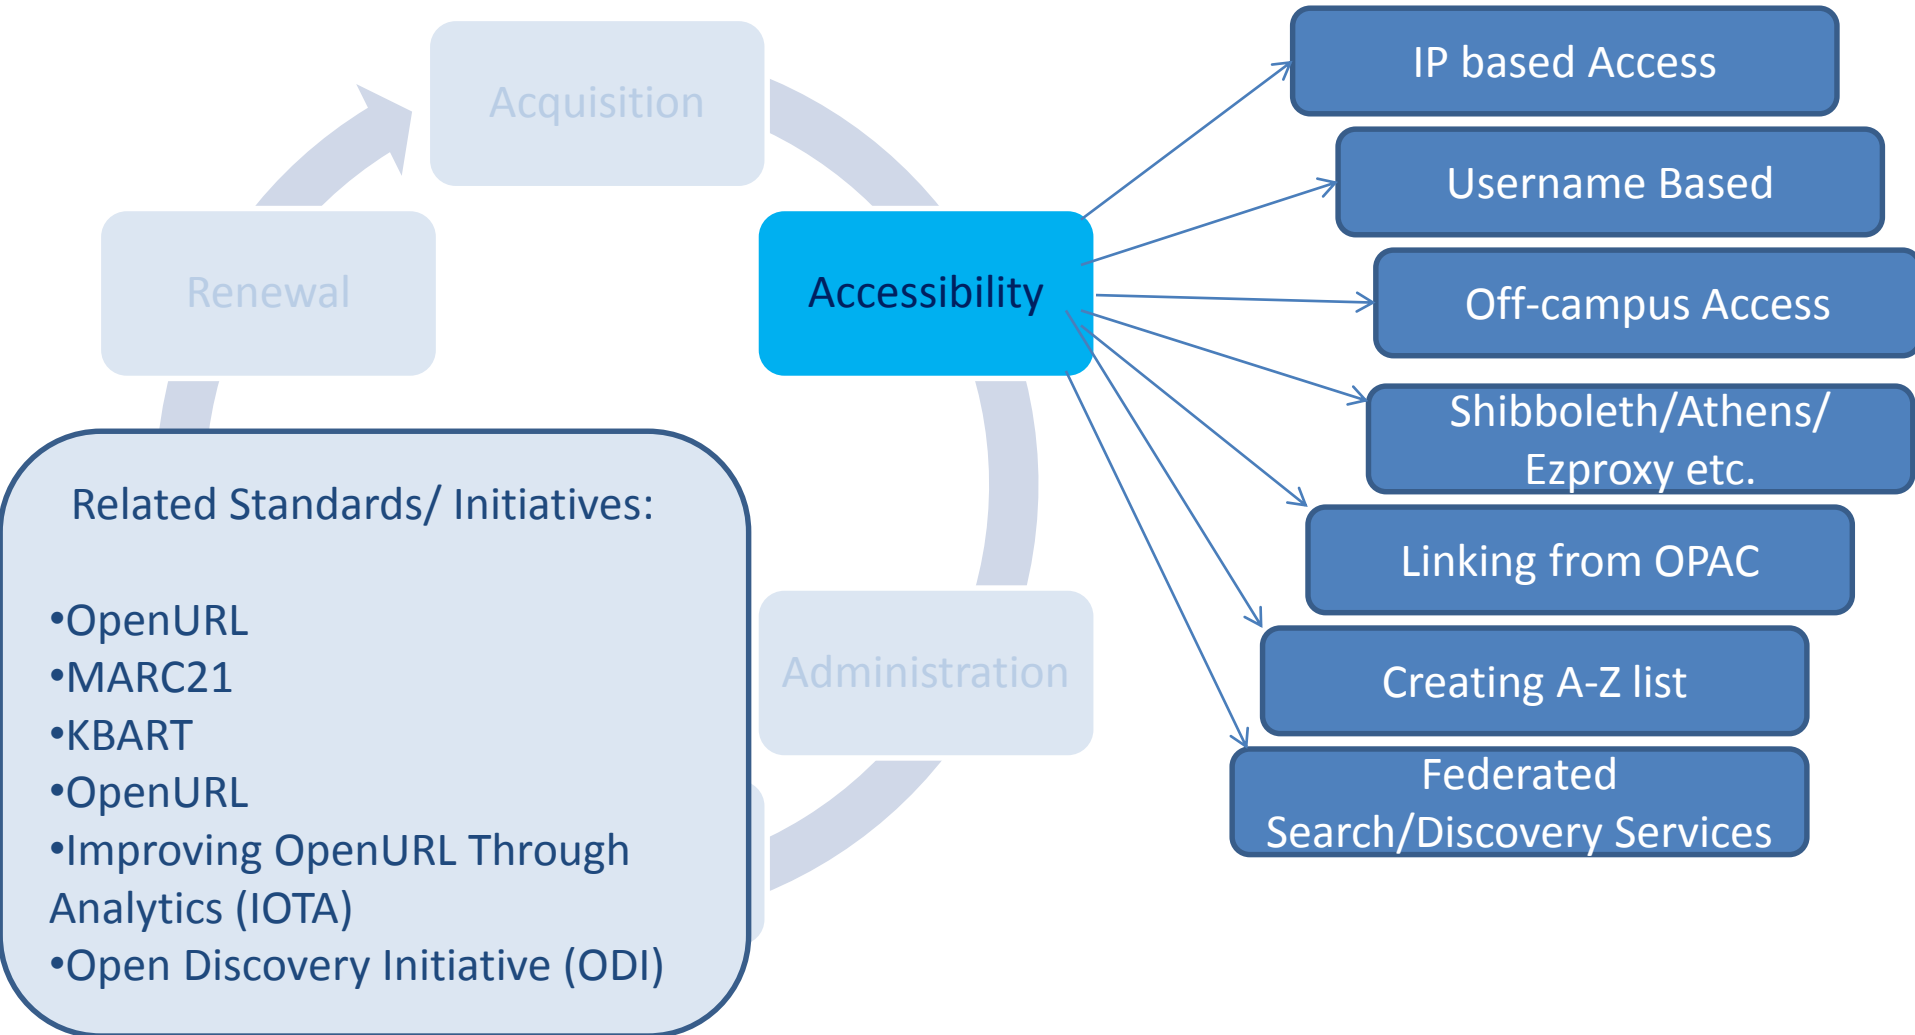 Acquisition
Renewal
Accessibility
Administration
IP based Access
Username Based
Off-campus Access
Shibboleth/Athens/
Ezproxy etc.
Linking from OPAC
Creating A-Z list
Federated
Search/Discovery Services
Related Standards/ Initiatives:
•OpenURL
•MARC21
•KBART
•OpenURL
•Improving OpenURL Through
Analytics (IOTA)
•Open Discovery Initiative (ODI)